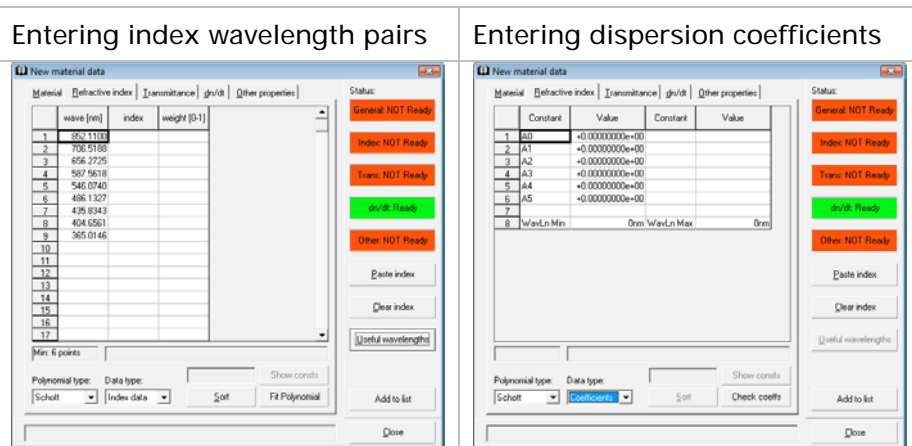 Entering index wavelength pairs
New material data
Material Refractive index Transmittance dn/dt Other properties
Status:
wave [nm] index weight [0-1]
General: NOT Ready
1 852.1100
2 706.5188
3 656.2725
4 587.5618
5 546.0740
6 486.1327
7 435.8343
8 404.6561
9 365.0146
10
11
12
13
14
15
16
17
Index: NOT Ready
Trans: NOT Ready
dn/dt: Ready
Other: NOT Ready
Paste index
Clear index
Useful wavelengths
Min: 6 points
Show consts
Polynomial type: Data type:
Schott Index data Sort Fit Polynomial
Add to list
Close
Entering dispersion coefficients
New material data
Material Refractive index Transmittance dn/dt Other properties
Status:
Constant Value Constant Value
General: NOT Ready
1 A0 +0.00000000e+00
2 A1 +0.00000000e+00
3 A2 +0.00000000e+00
4 A3 +0.00000000e+00
5 A4 +0.00000000e+00
6 A5 +0.00000000e+00
7
8 WavLn Min 0nm WavLn Max 0nm
Index: NOT Ready
Trans: NOT Ready
dn/dt: Ready
Other: NOT Ready
Paste index
Clear index
Useful wavelengths
Show consts
Polynomial type: Data type:
Schott Coefficients Sort Check coeffs
Add to list
Close